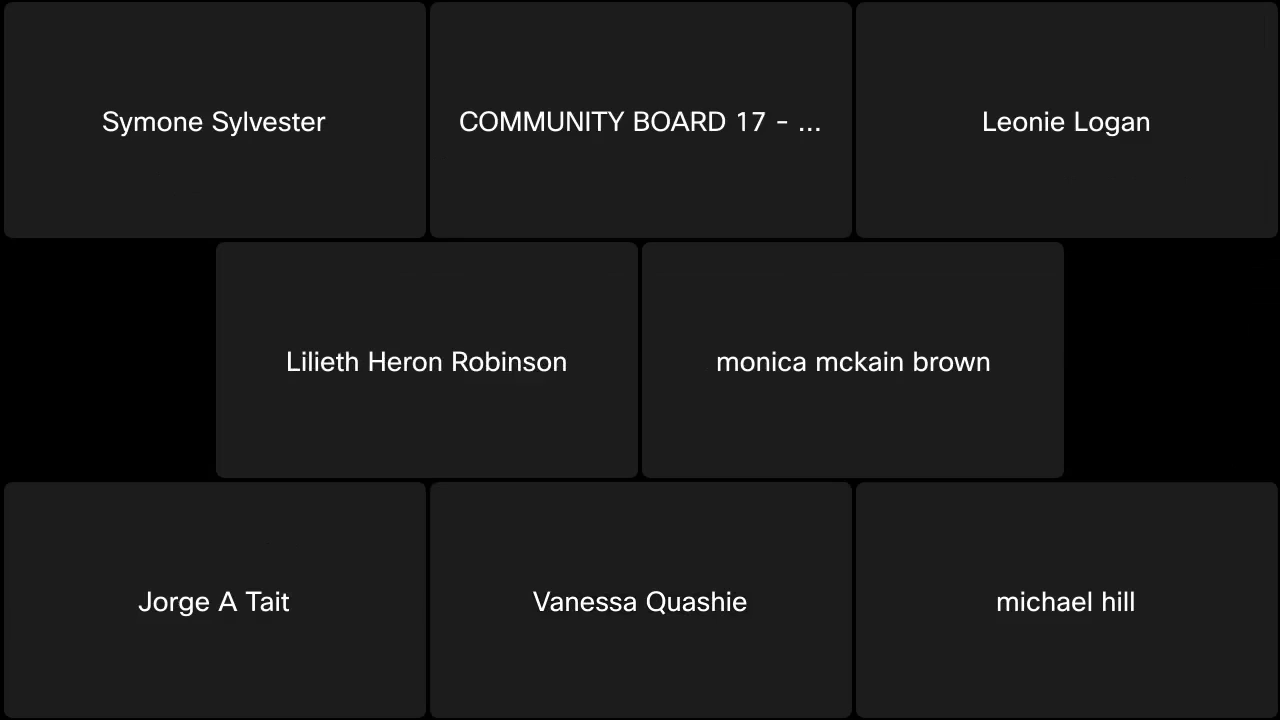 Symone Sylvester
COMMUNITY BOARD 17 - ...
Leonie Logan
Lilieth Heron Robinson
monica mckain brown
Jorge A Tait
Vanessa Quashie
michael hill